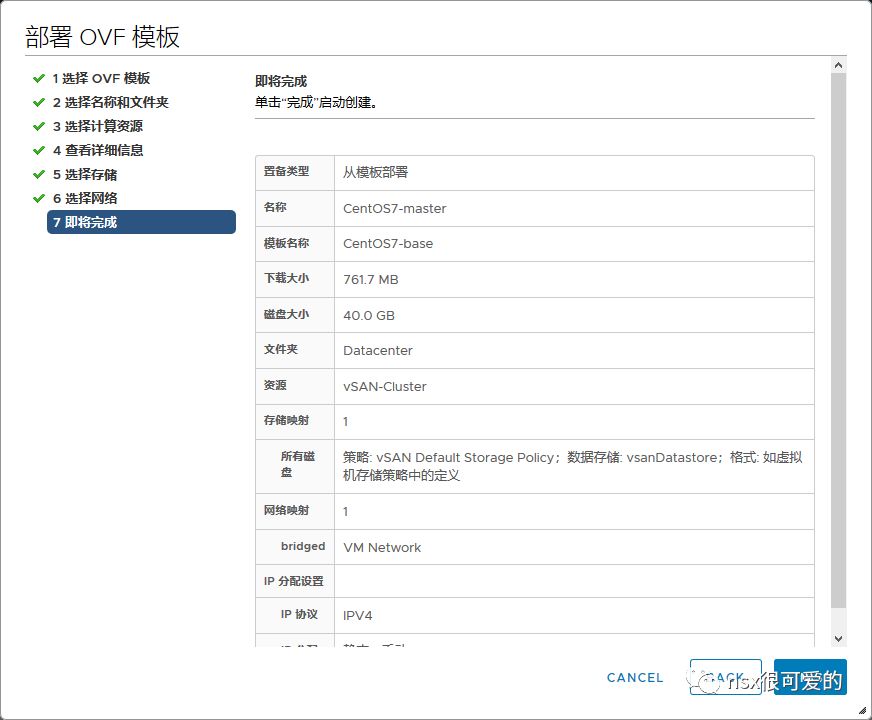 部署 OVF 模板
1 选择 OVF 模板
2 选择名称和文件夹
3 选择计算资源
4 查看详细信息
5 选择存储
6 选择网络
7 即将完成
即将完成
单击“完成”启动创建。
置备类型 从模板部署
名称 CentOS7-master
模板名称 CentOS7-base
下载大小 761.7 MB
磁盘大小 40.0 GB
文件夹 Datacenter
资源 vSAN-Cluster
存储映射 1
所有磁盘 策略: vSAN Default Storage Policy；数据存储: vsanDatastore；格式: 如虚拟
机存储策略中的定义
网络映射 1
bridged VM Network
IP 分配设置
IP 协议 IPV4
CANCEL BACK
nsx很可爱的